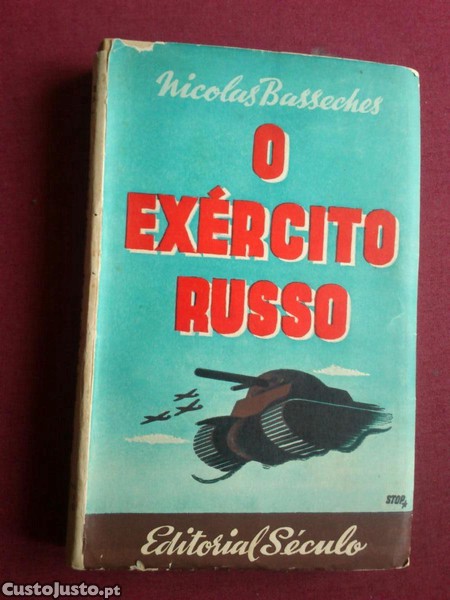 Nicolas Basseches
O
EXÉRCITO
RUSSO
STOP
Editorial Século
CustoJusto.pt